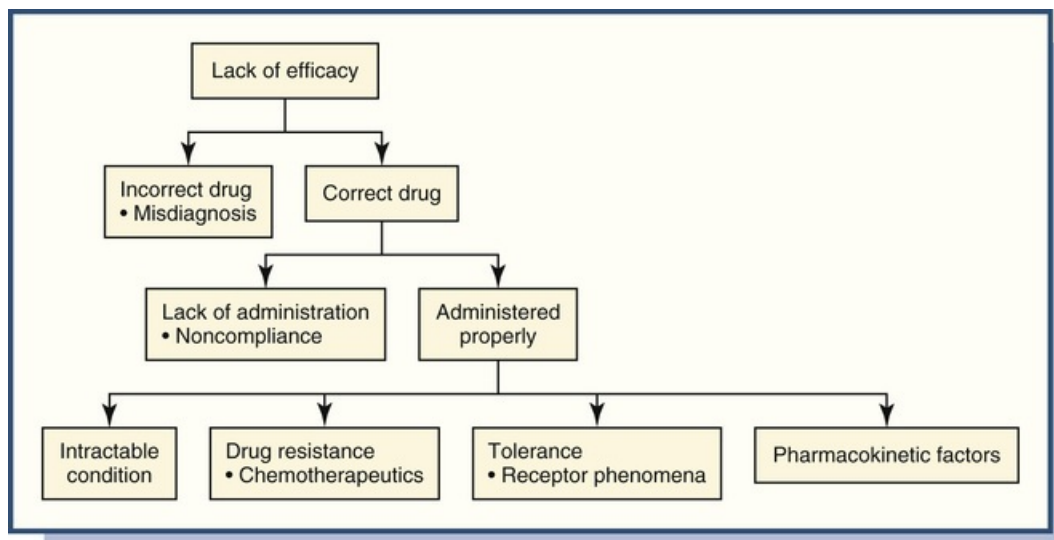 Lack of efficacy
Incorrect drug
• Misdiagnosis
Correct drug
Lack of administration
• Noncompliance
Administered
properly
Intractable
condition
Drug resistance
• Chemotherapeutics
Tolerance
• Receptor phenomena
Pharmacokinetic factors